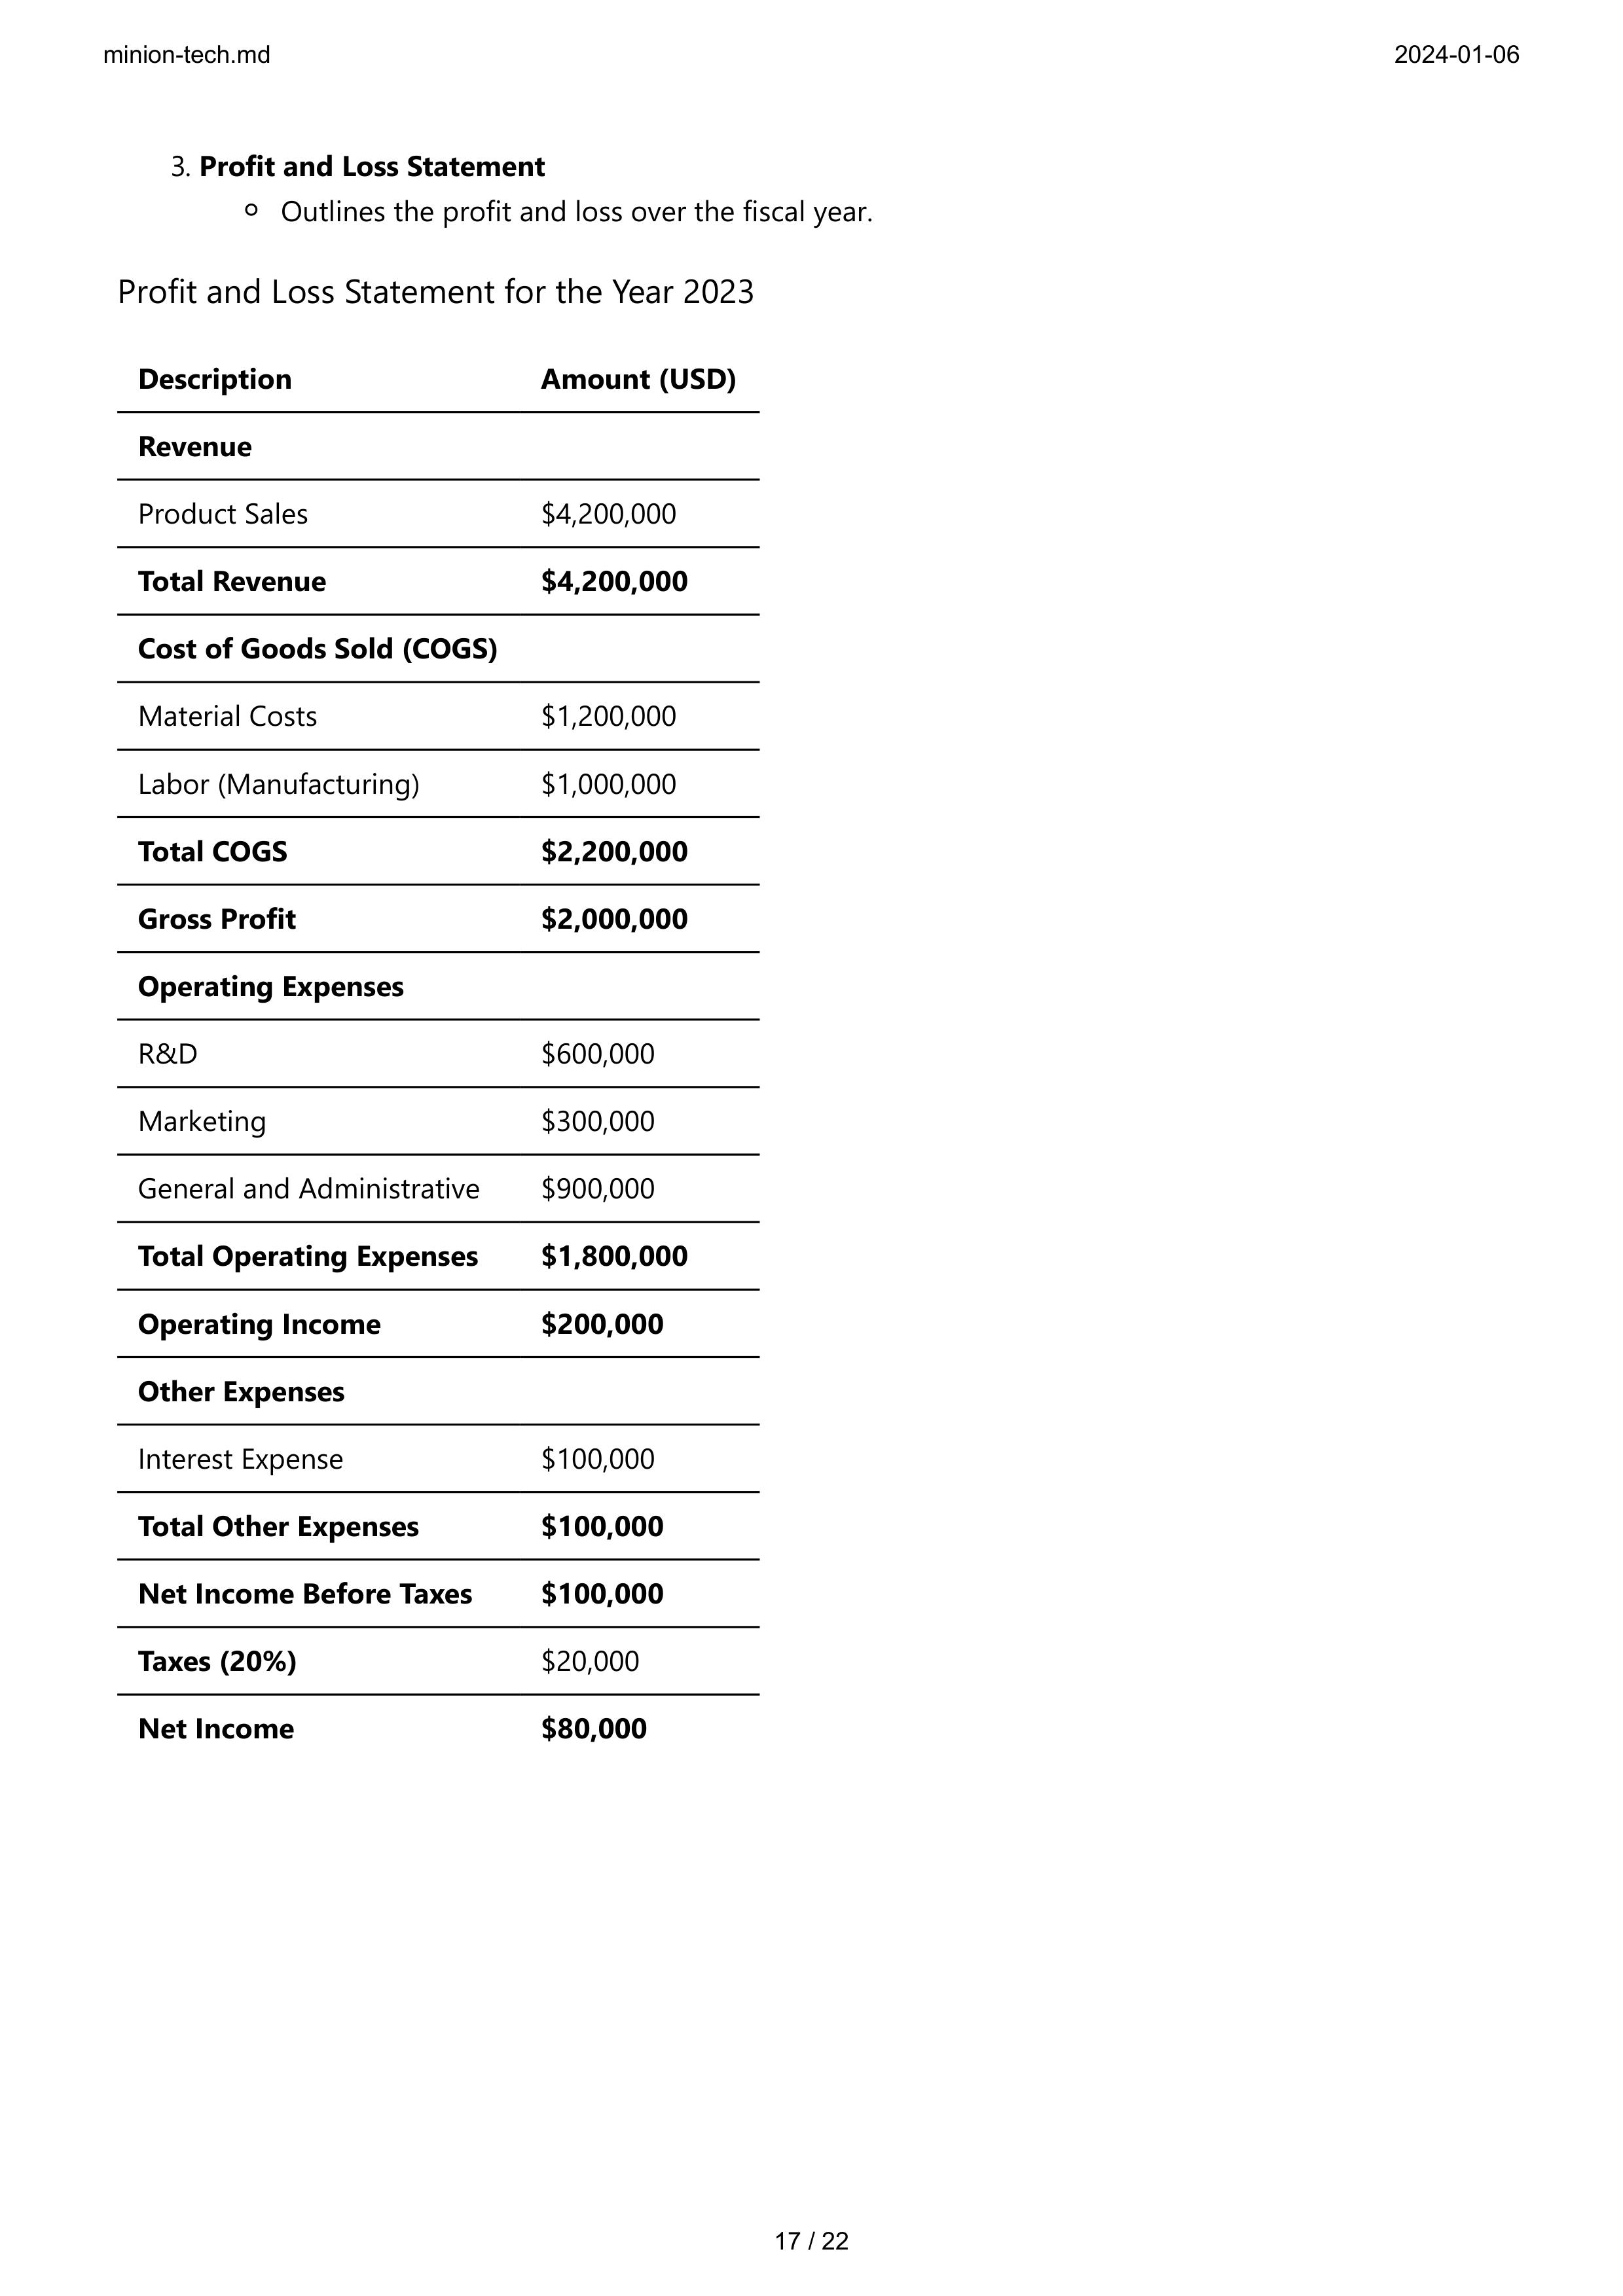 minion-tech.md 2024-01-06
3. Profit and Loss Statement
Outlines the profit and loss over the fiscal year.
Profit and Loss Statement for the Year 2023
Description Amount (USD)
Revenue
Product Sales $4,200,000
Total Revenue $4,200,000
Cost of Goods Sold (COGS)
Material Costs $1,200,000
Labor (Manufacturing) $1,000,000
Total COGS $2,200,000
Gross Profit $2,000,000
Operating Expenses
R&D $600,000
Marketing $300,000
General and Administrative $900,000
Total Operating Expenses $1,800,000
Operating Income $200,000
Other Expenses
Interest Expense $100,000
Total Other Expenses $100,000
Net Income Before Taxes $100,000
Taxes (20%) $20,000
Net Income $80,000
17 / 22